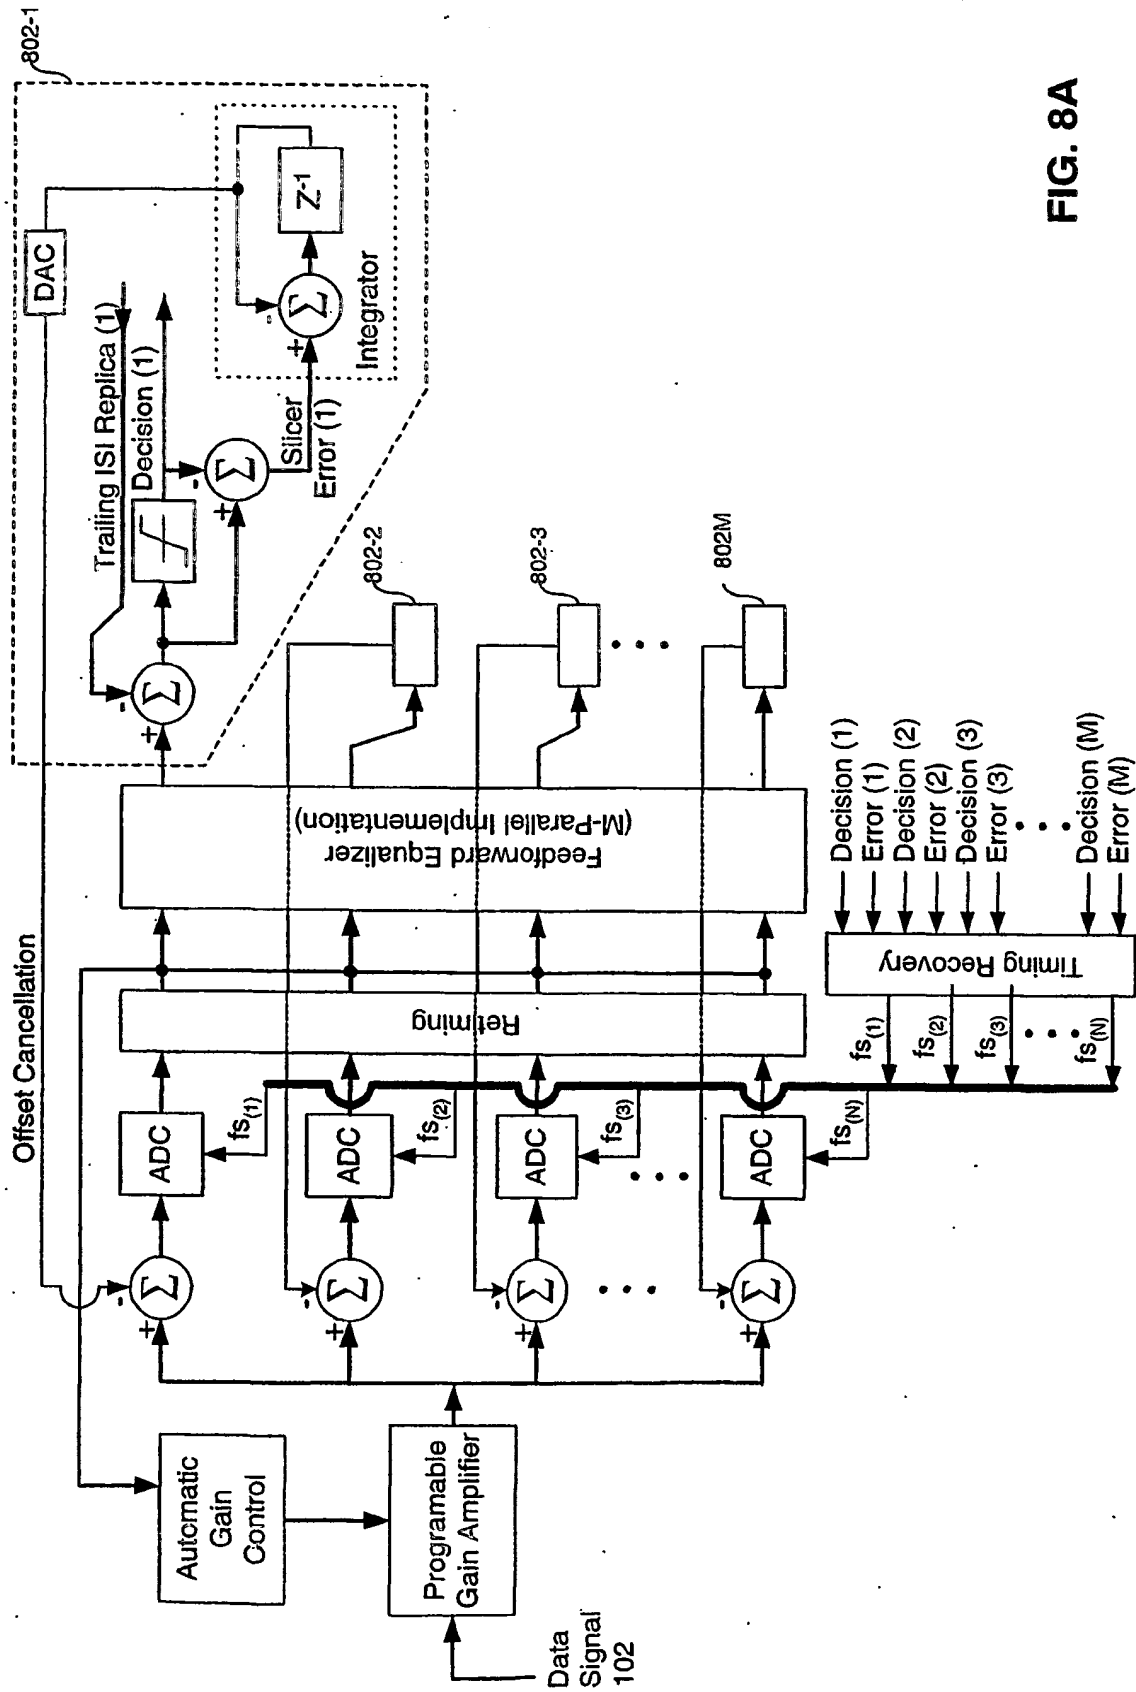 802-1
DAC
Offset Cancellation
Trailing ISI Replica (1)
Decision (1)
-
+
Σ
-
+
Σ
Slicer
Error (1)
-
+
Σ
Z-1
Integrator
Automatic
Gain
Control
Programable
Gain Amplifier
Data
Signal
102
-
+
Σ
ADC
fs(1)
-
+
Σ
ADC
fs(2)
-
+
Σ
ADC
fs(3)
-
+
Σ
ADC
fs(N)
Retiming
Feedforward Equalizer
(M-Parallel Implementation)
802-2
802-3
802M
Timing Recovery
fs(1)
fs(2)
fs(3)
fs(N)
Decision (1)
Error (1)
Decision (2)
Error (2)
Decision (3)
Error (3)
Decision (M)
Error (M)
FIG. 8A